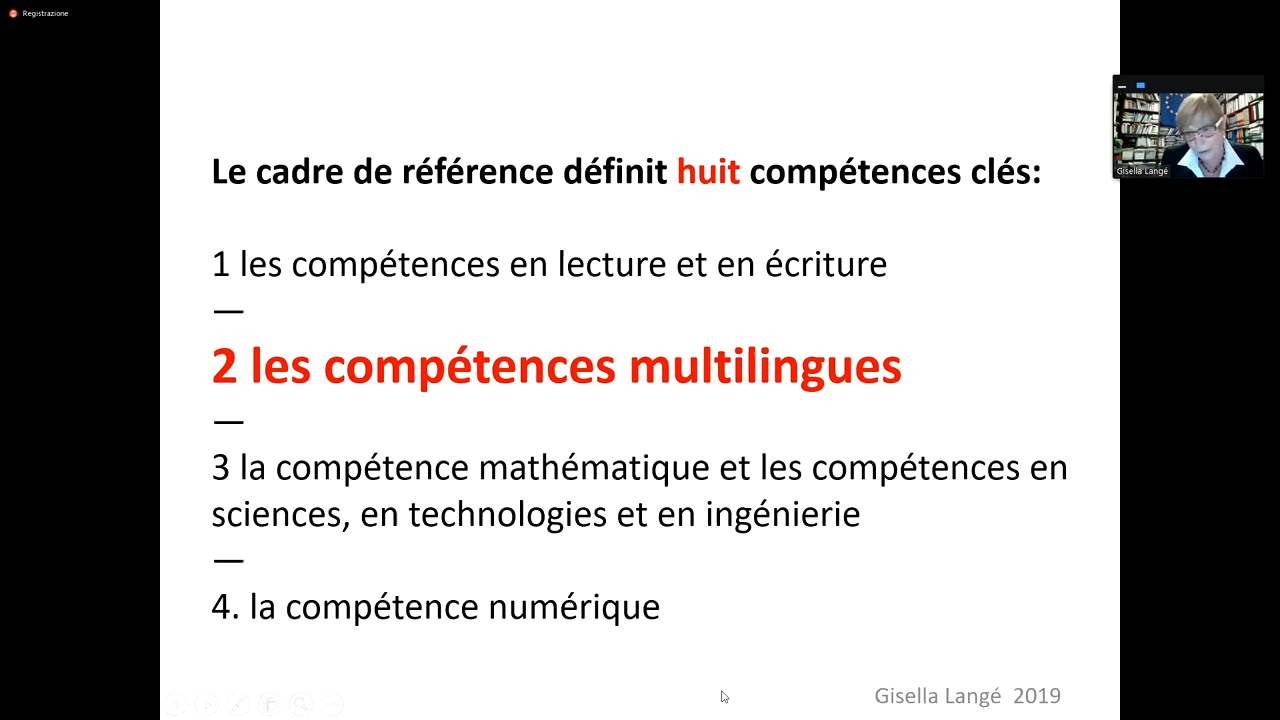 Registrazione
Le cadre de référence définit huit compétences clés:
1 les compétences en lecture et en écriture
—
2 les compétences multilingues
—
3 la compétence mathématique et les compétences en
sciences, en technologies et en ingénierie
—
4. la compétence numérique
Gisella Langé 2019
Gisella Langé